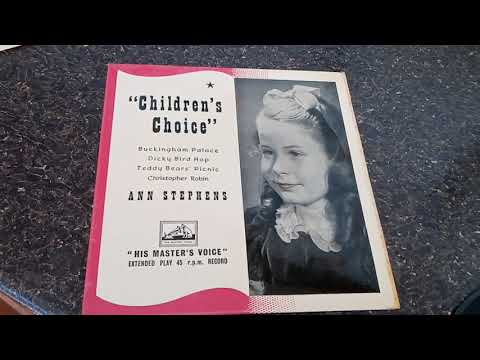 "Children's
Choice"
Buckingham Palace
Dicky Bird Hop
Teddy Bears' Picnic
Christopher Robin
ANN STEPHENS
"HIS MASTER'S VOICE"
EXTENDED PLAY 45 r.p.m. RECORD